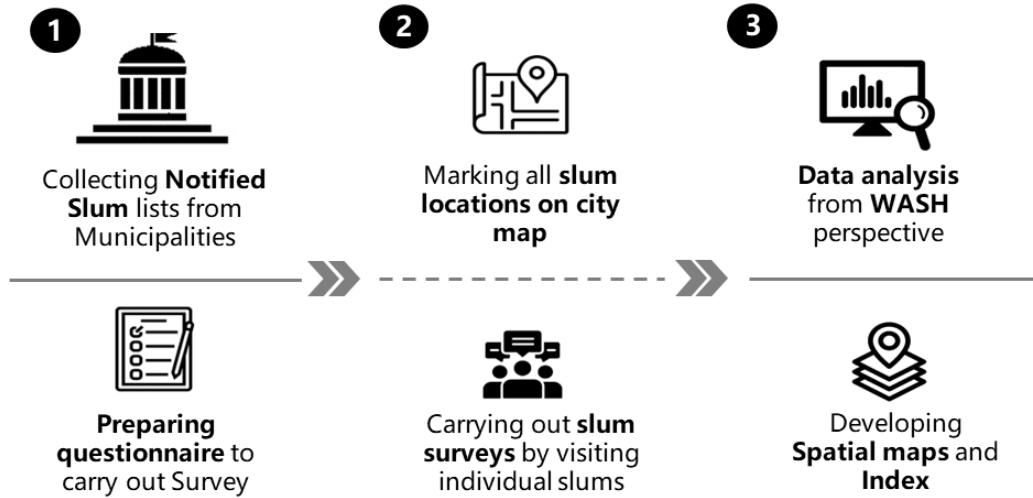 1
Collecting Notified
Slum lists from
Municipalities
Preparing
questionnaire to
carry out Survey
2
Marking all slum
locations on city
map
Carrying out slum
surveys by visiting
individual slums
3
Data analysis
from WASH
perspective
Developing
Spatial maps and
Index